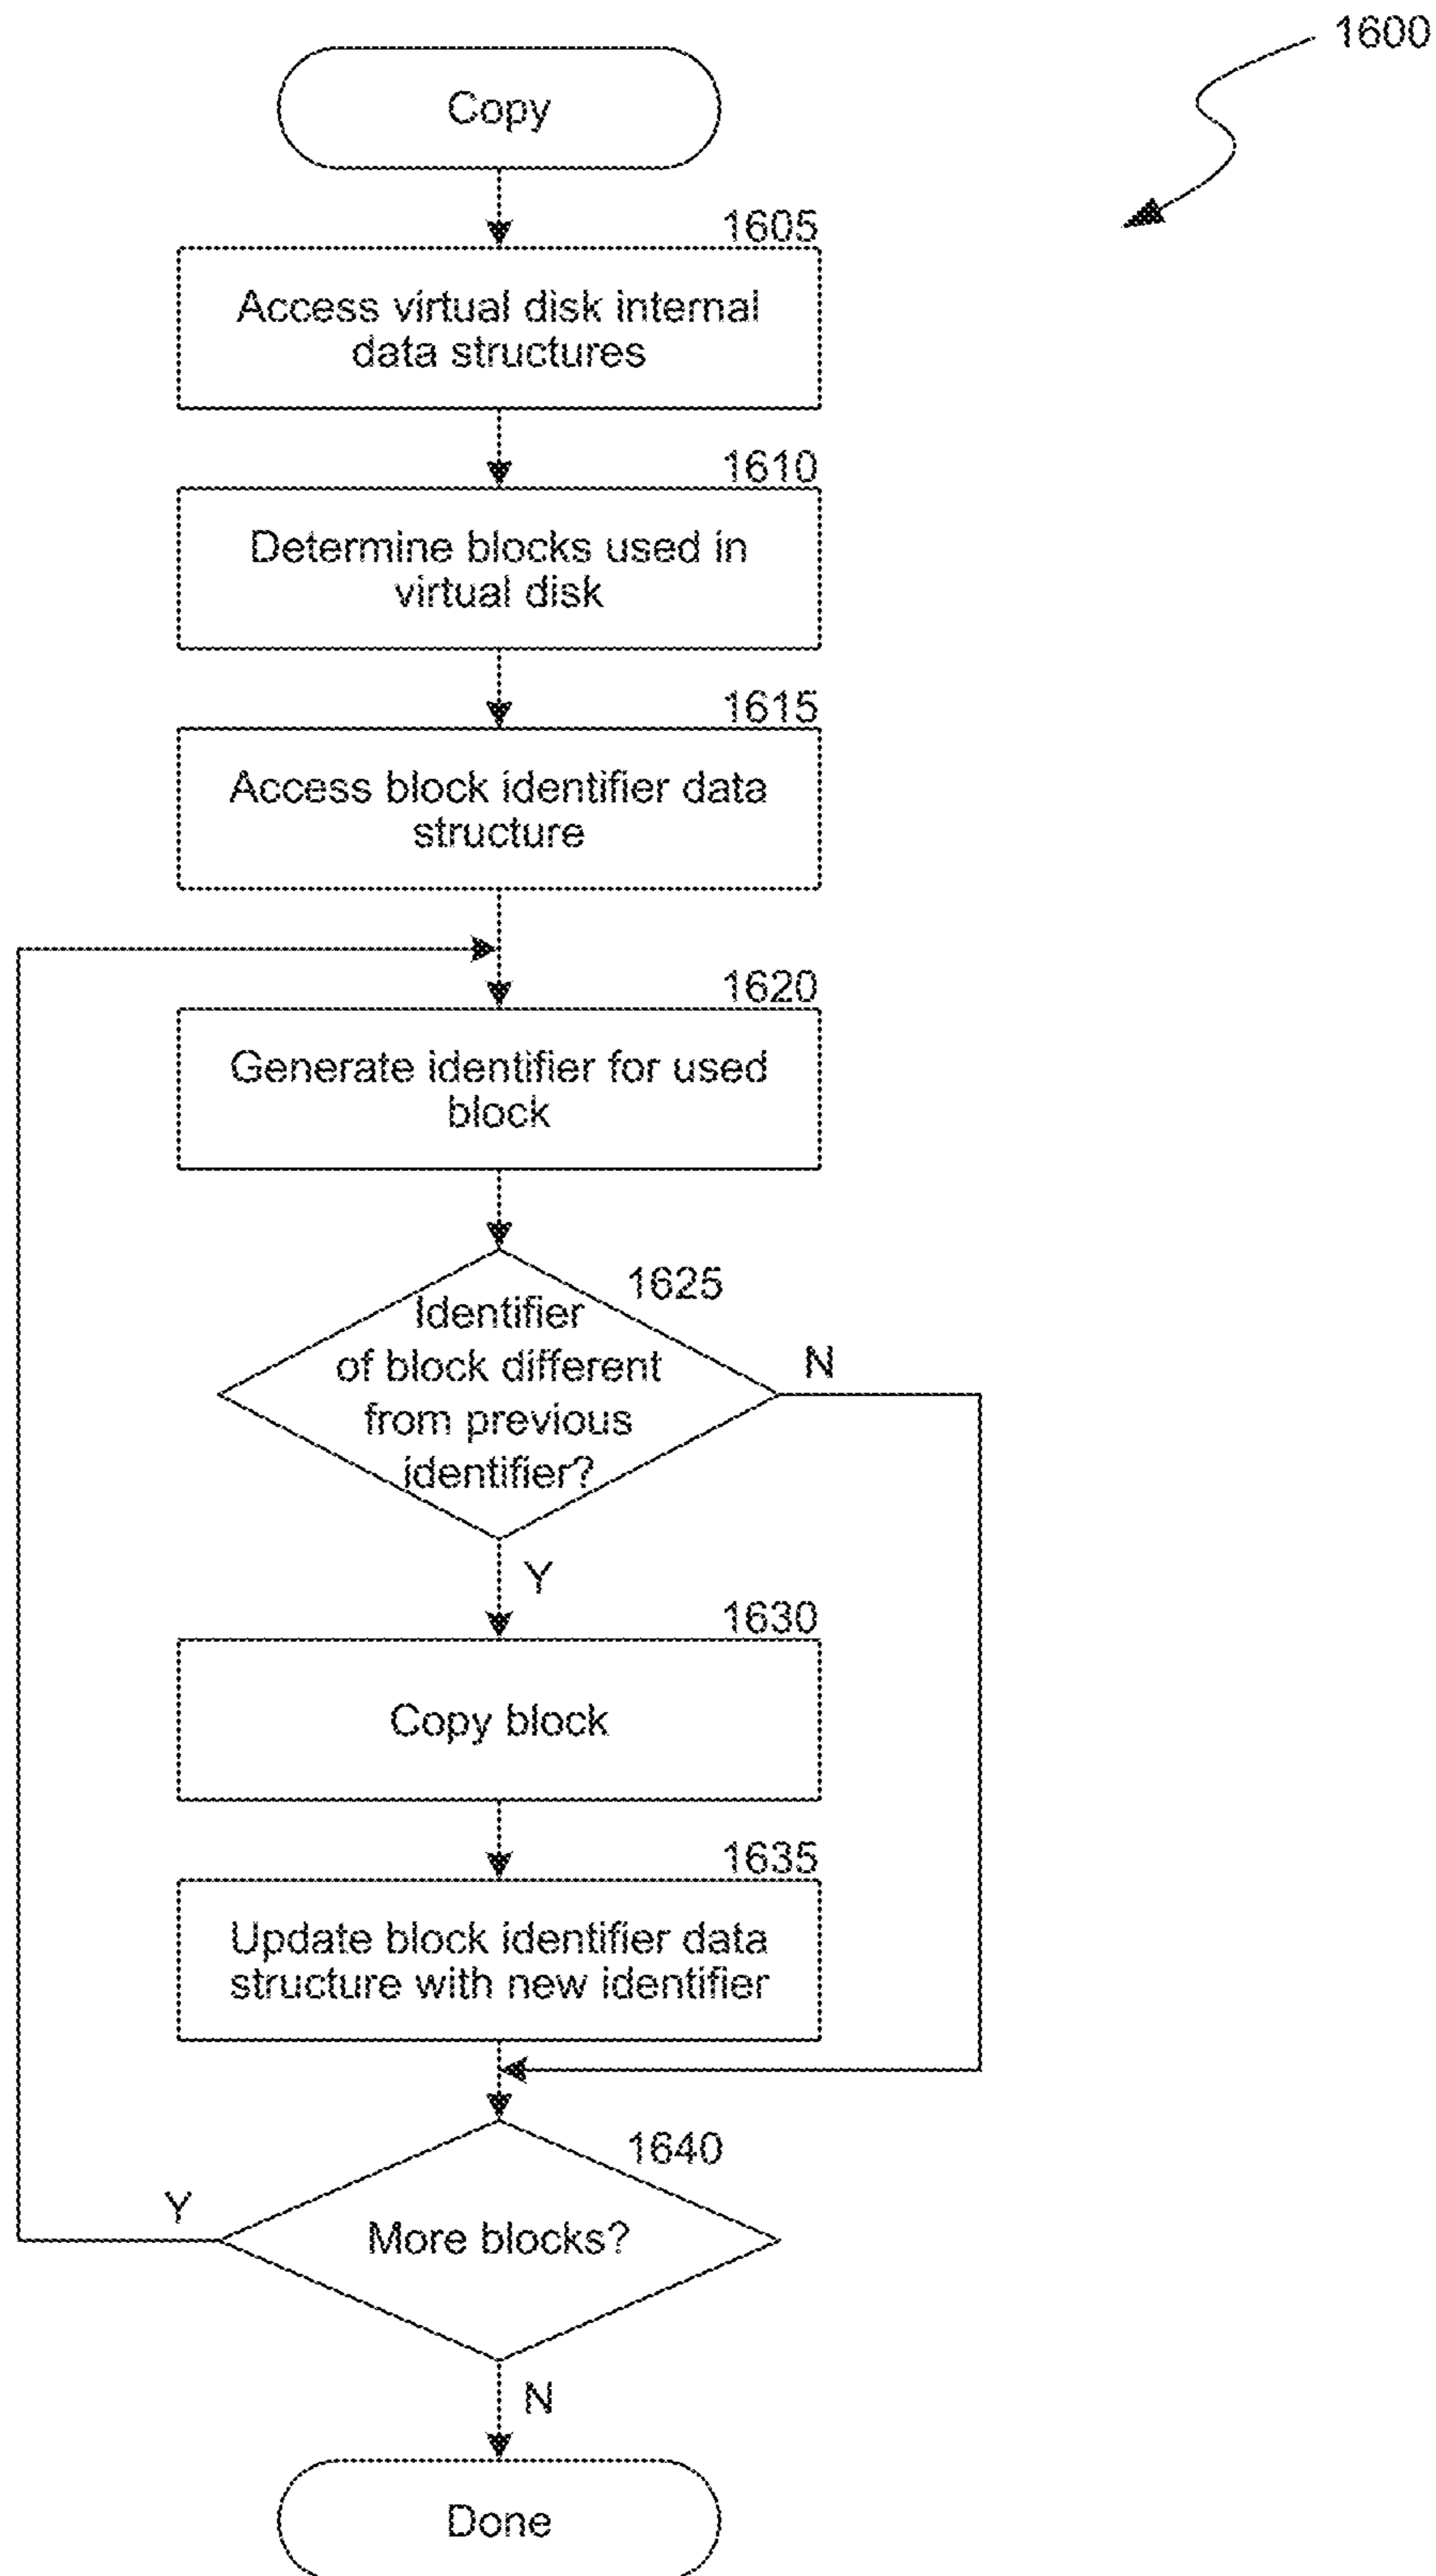 1600
Copy
1605
Access virtual disk internal
data structures
1610
Determine blocks used in
virtual disk
1615
Access block identifier data
structure
1620
Generate identifier for used
block
1625
Identifier
of block different
from previous
identifier?
N
Y
1630
Copy block
1635
Update block identifier data
structure with new identifier
1640
Y
More blocks?
N
Done